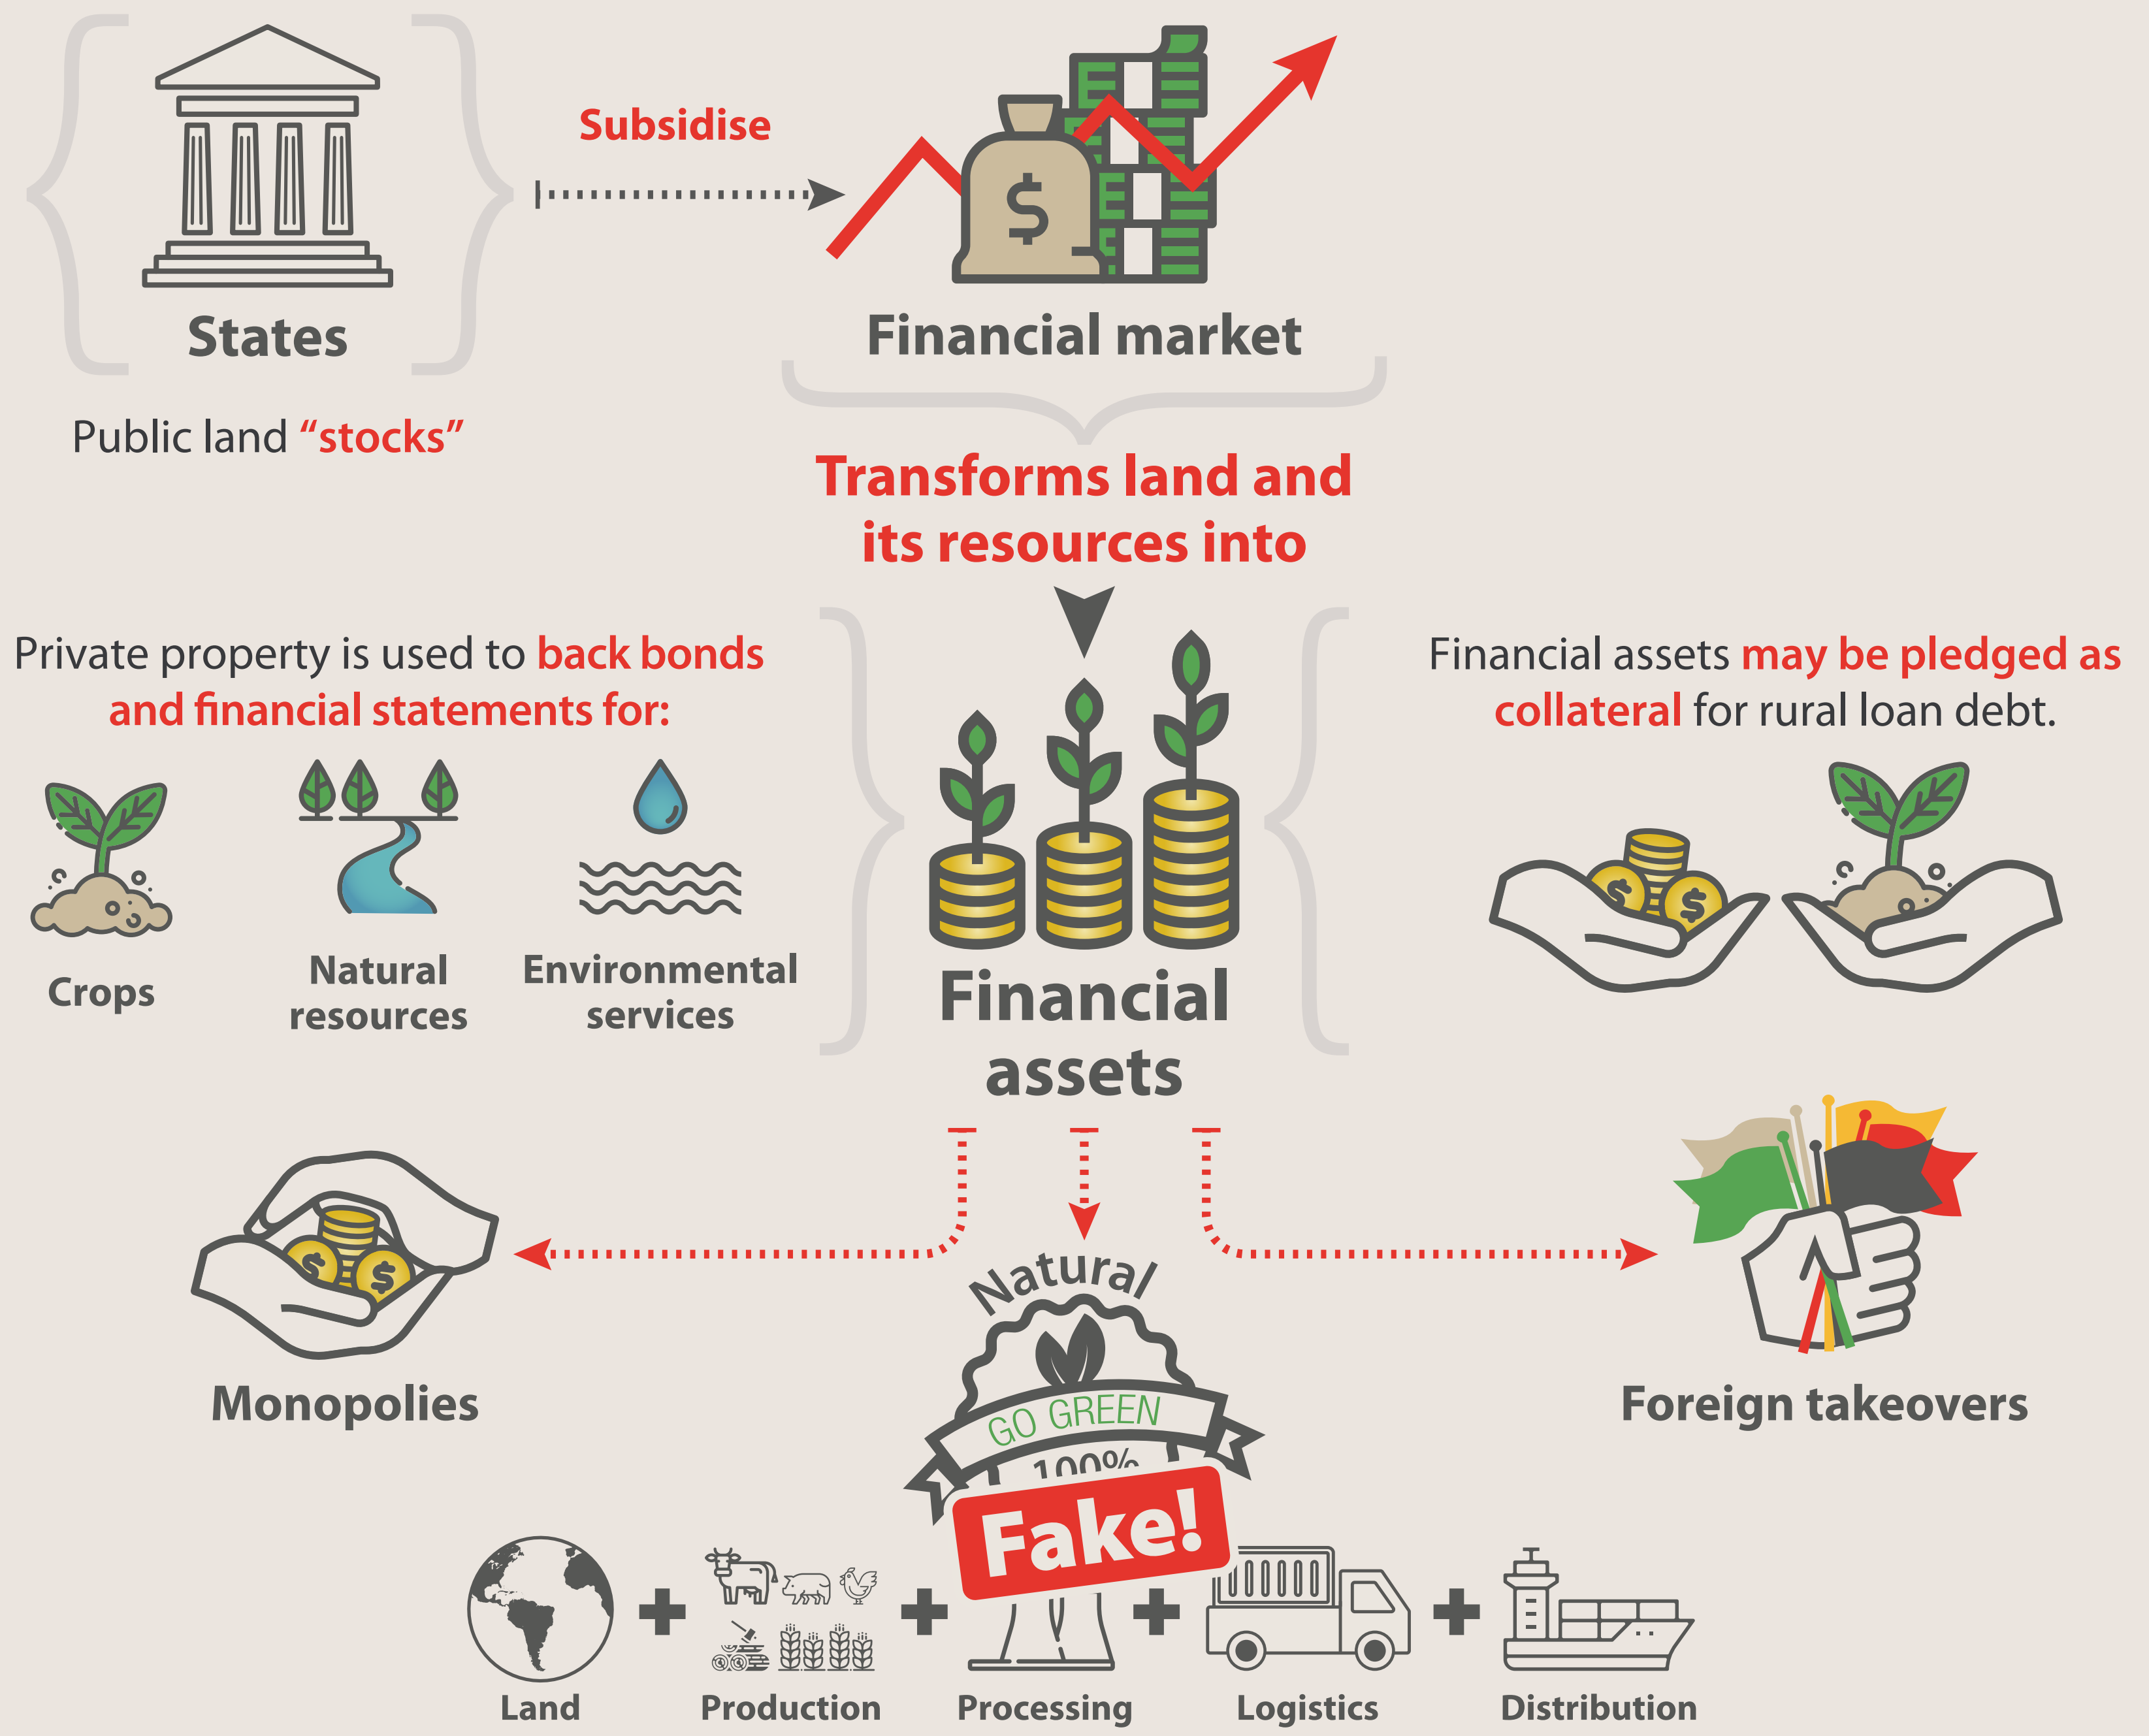 States
Subsidise
$
Financial market
Public land “stocks”
Transforms land and
its resources into
Private property is used to back bonds
and financial statements for:
Crops
Natural
resources
Environmental
services
Financial
assets
Financial assets may be pledged as
collateral for rural loan debt.
$ $
$ $
Monopolies
Natural
GO GREEN
100%
Fake!
Foreign takeovers
Land
Production
Processing
Logistics
Distribution